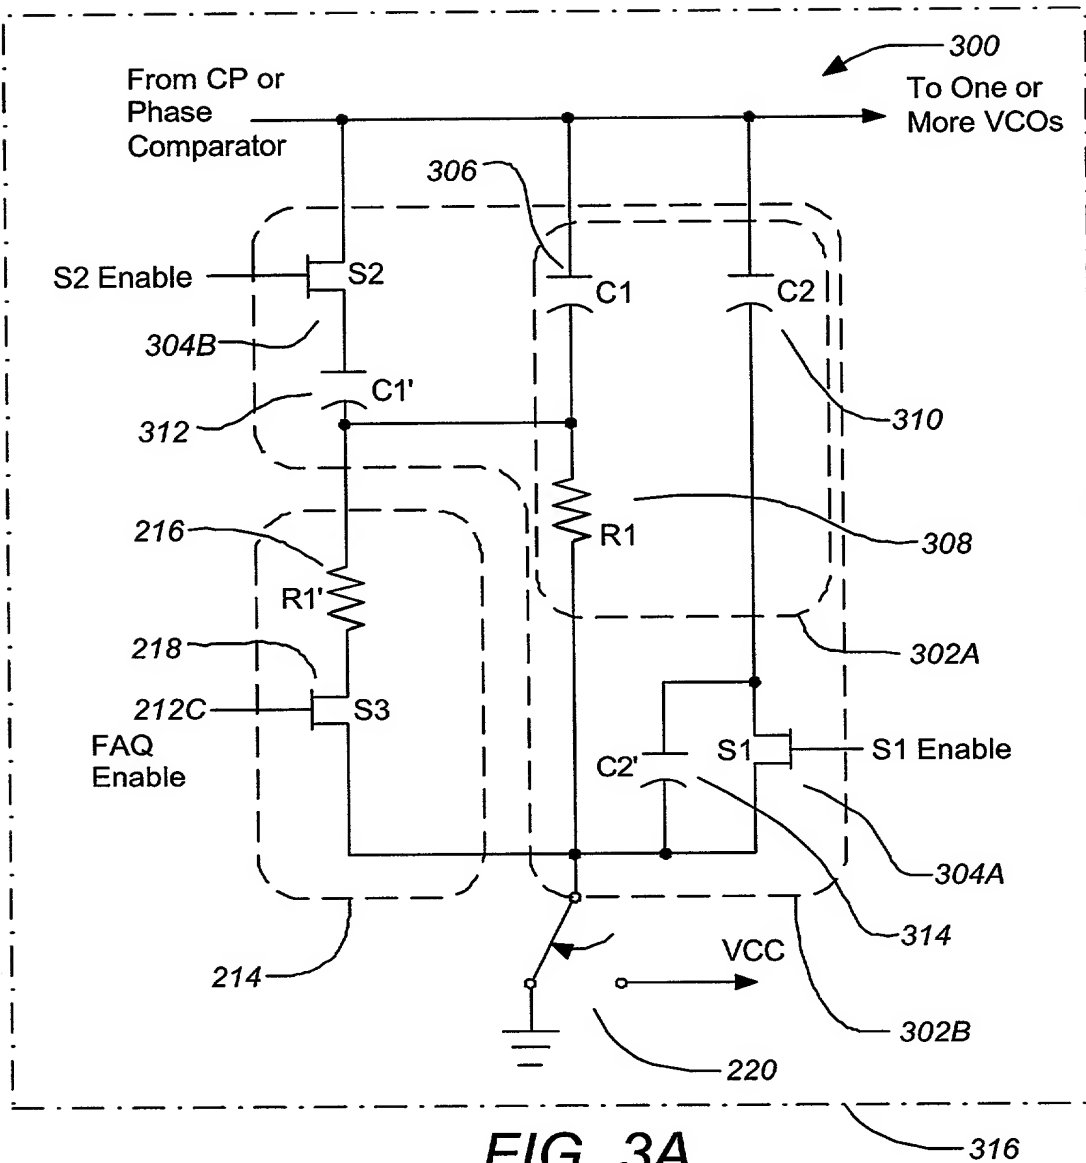 300
From CP or
Phase
Comparator
To One or
More VCOs
306
S2 Enable
S2
C1
C2
304B
C1'
312
310
216
R1
308
R1'
218
302A
212C
S3
FAQ
Enable
C2'
S1
S1 Enable
304A
314
VCC
214
302B
220
FIG. 3A
316